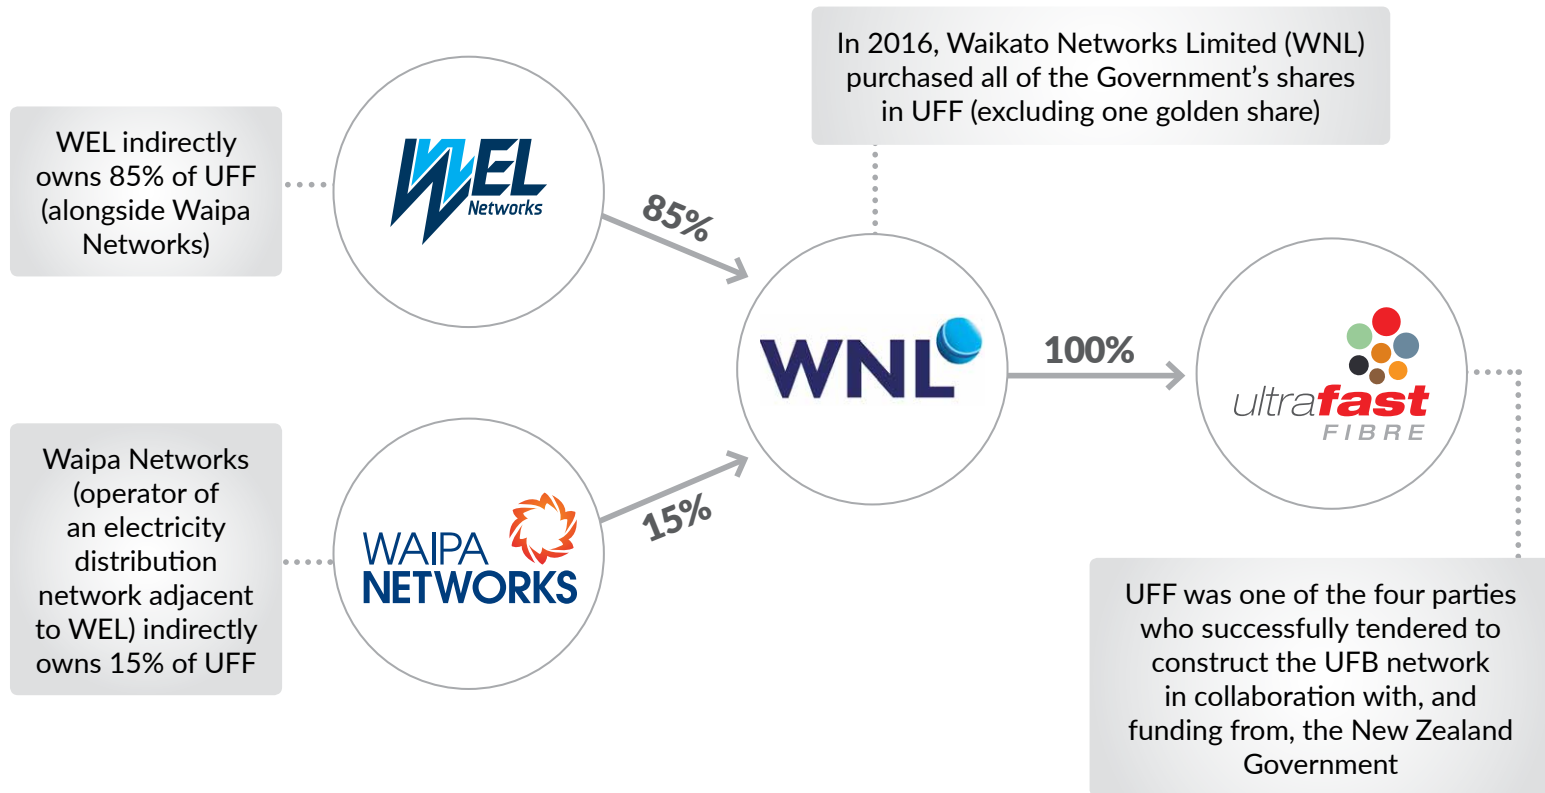 In 2016, Waikato Networks Limited (WNL)
purchased all of the Government’s shares
in UFF (excluding one golden share)
WEL indirectly
owns 85% of UFF
(alongside Waipa
Networks)
WEL
Networks
85%
WNL
100%
ultrafast
FIBRE
Waipa Networks
(operator of
an electricity
distribution
network adjacent
to WEL) indirectly
owns 15% of UFF
WAIPA
NETWORKS
15%
UFF was one of the four parties
who successfully tendered to
construct the UFB network
in collaboration with, and
funding from, the New Zealand
Government